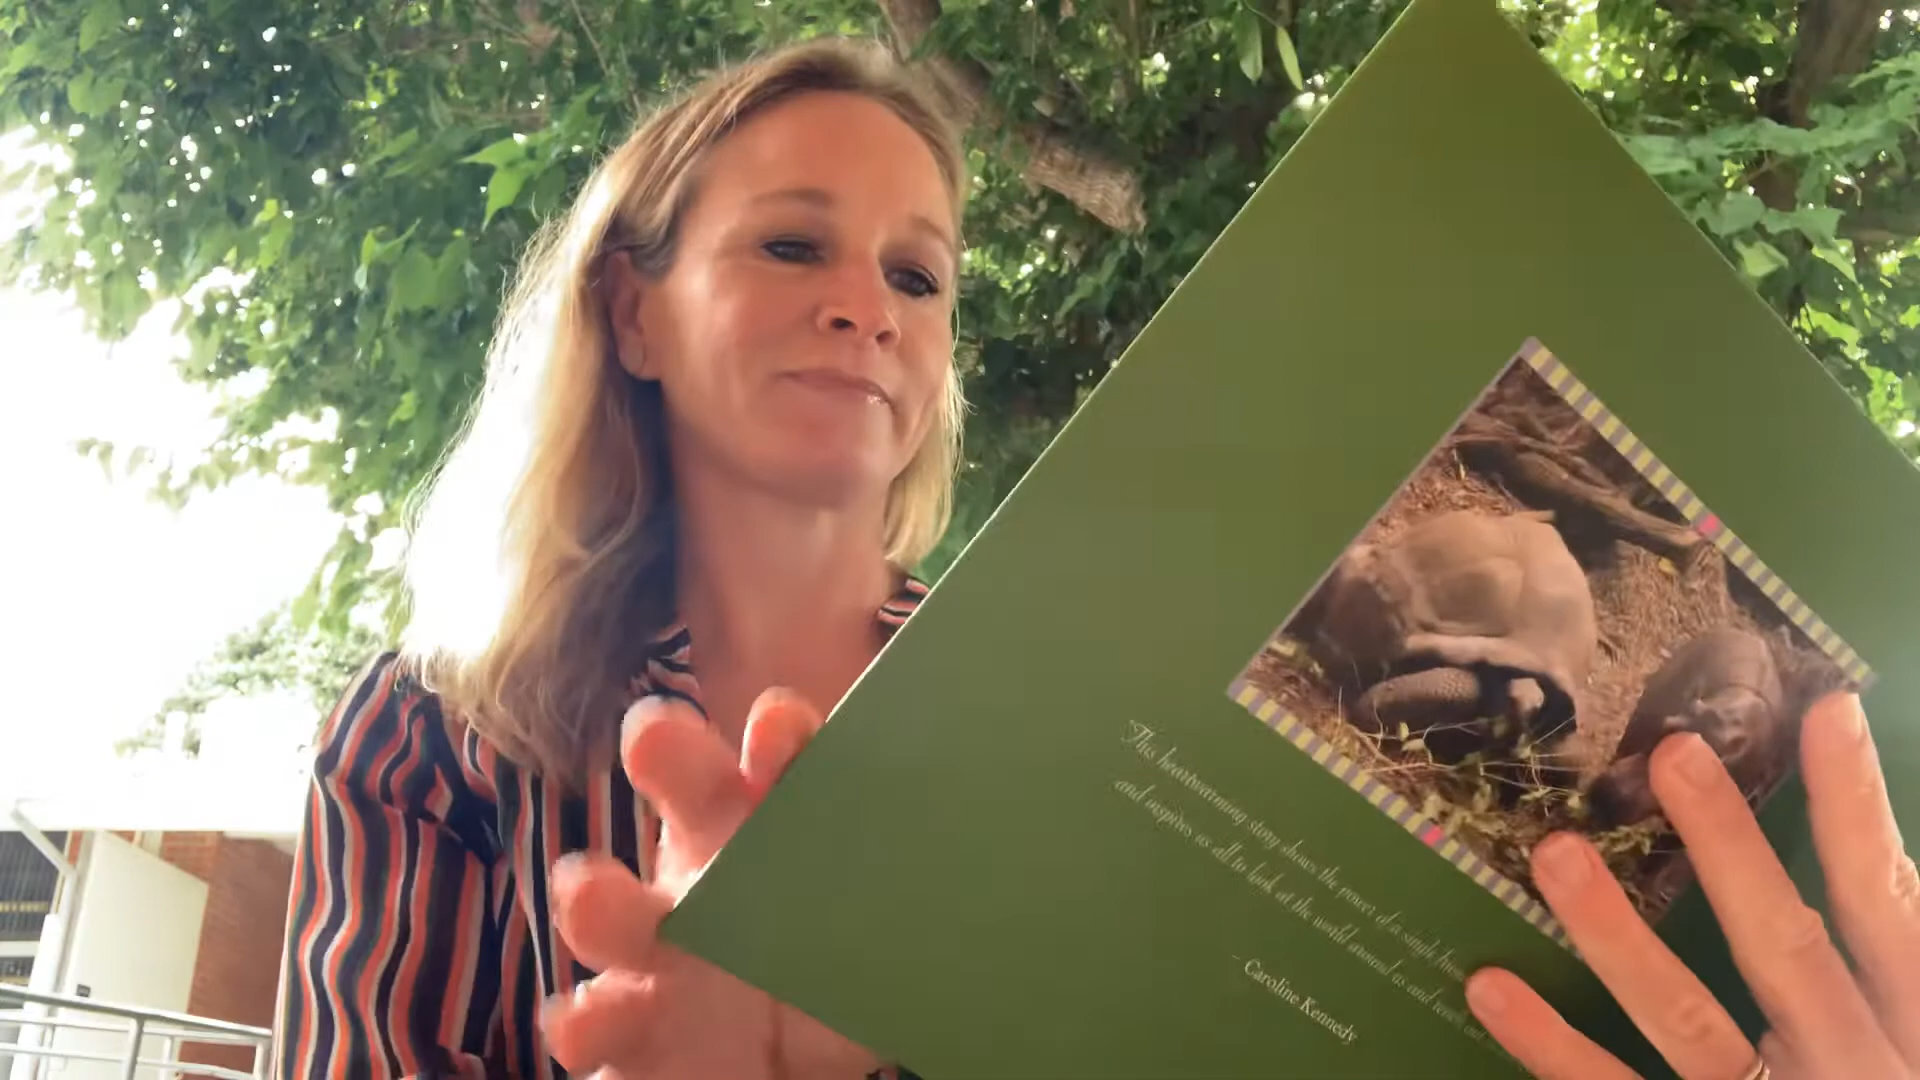 "This heartwarming story shows the power of a single
and inspires us all to look at the world around us and reach out
- Caroline Kennedy